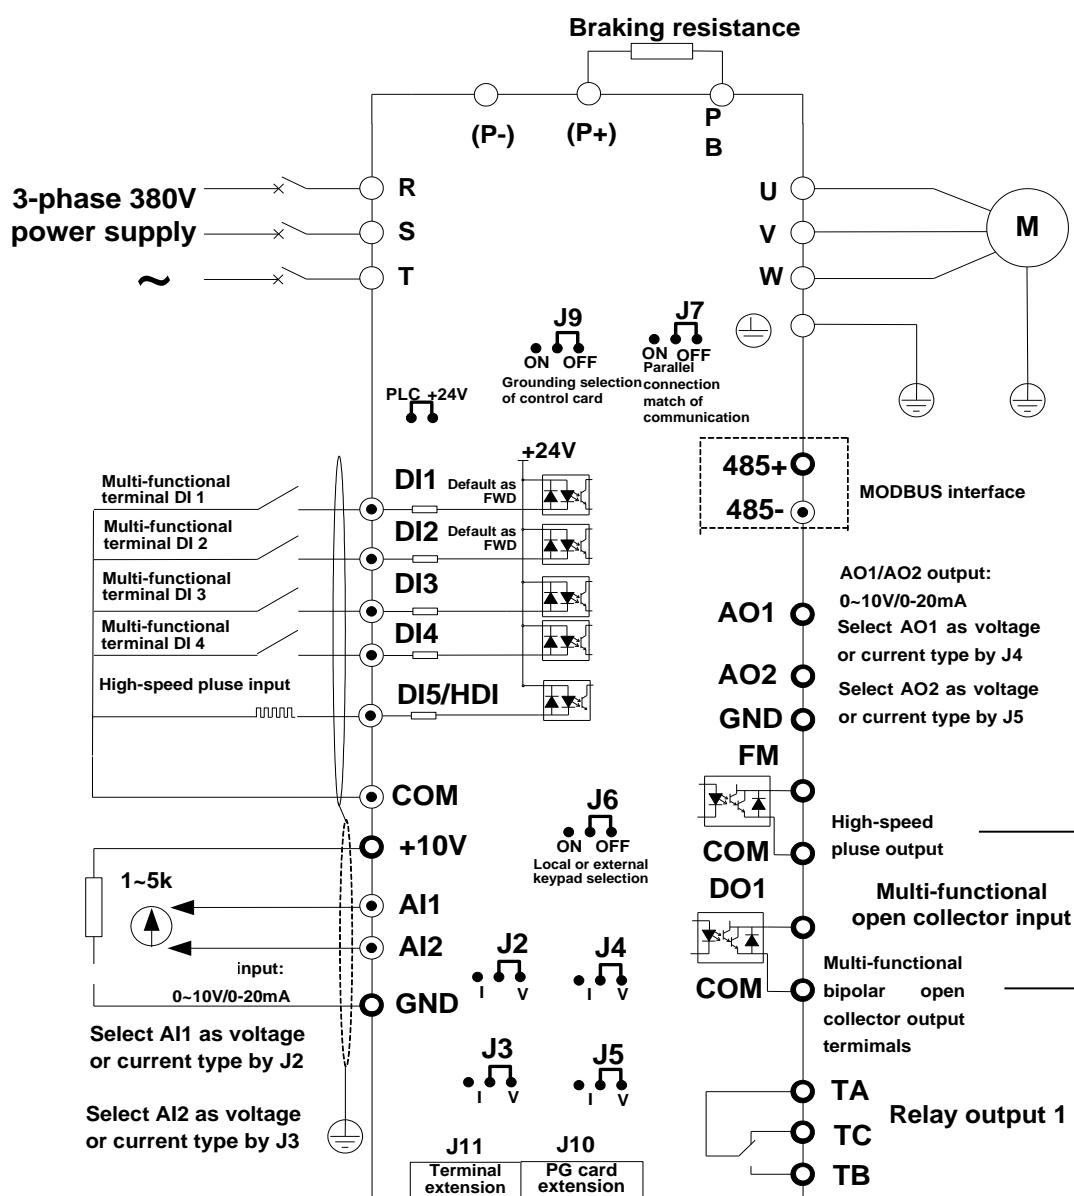 Braking resistance
(P-)
(P+)
P
B
3-phase 380V
power supply
~
R
S
T
U
V
W
M
J9
ON OFF
Grounding selection
of control card
J7
ON OFF
Parallel
connection
match of
communication
PLC +24V
+24V
Multi-functional
terminal DI 1
DI1
Default as
FWD
Multi-functional
terminal DI 2
DI2
Default as
FWD
Multi-functional
terminal DI 3
DI3
Multi-functional
terminal DI 4
DI4
High-speed pluse input
DI5/HDI
COM
485+
485-
MODBUS interface
AO1
AO2
GND
AO1/AO2 output:
0~10V/0-20mA
Select AO1 as voltage
or current type by J4
Select AO2 as voltage
or current type by J5
FM
COM
High-speed
pluse output
J6
ON OFF
Local or external
keypad selection
+10V
1~5k
AI1
AI2
input:
0~10V/0-20mA
GND
Select AI1 as voltage
or current type by J2
Select AI2 as voltage
or current type by J3
J2
I V
J4
I V
J3
I V
J5
I V
DO1
COM
Multi-functional
open collector input
Multi-functional
bipolar open
collector output
termimals
TA
TC
TB
Relay output 1
J11
Terminal
extension
J10
PG card
extension